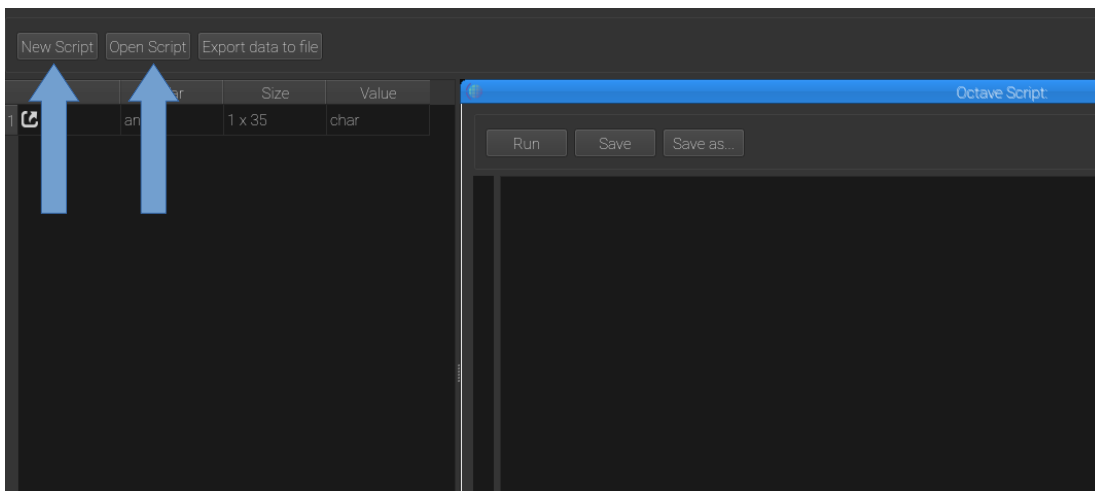 New Script Open Script Export data to file
Size Value
1 1 x 35 char
Octave Script:
Run Save Save as...